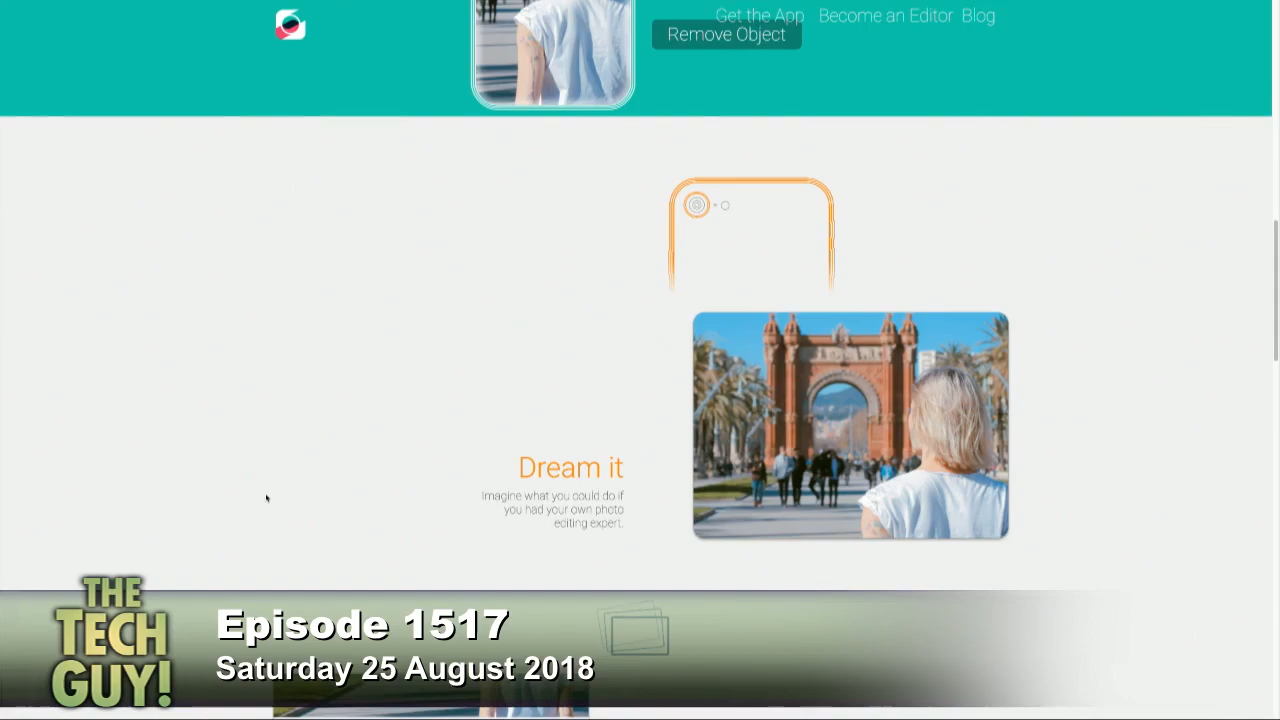 Get the App Become an Editor Blog
Remove Object
Dream it
Imagine what you could do if
you had your own photo
editing expert.
THE
TECH
GUY!
Episode 1517
Saturday 25 August 2018